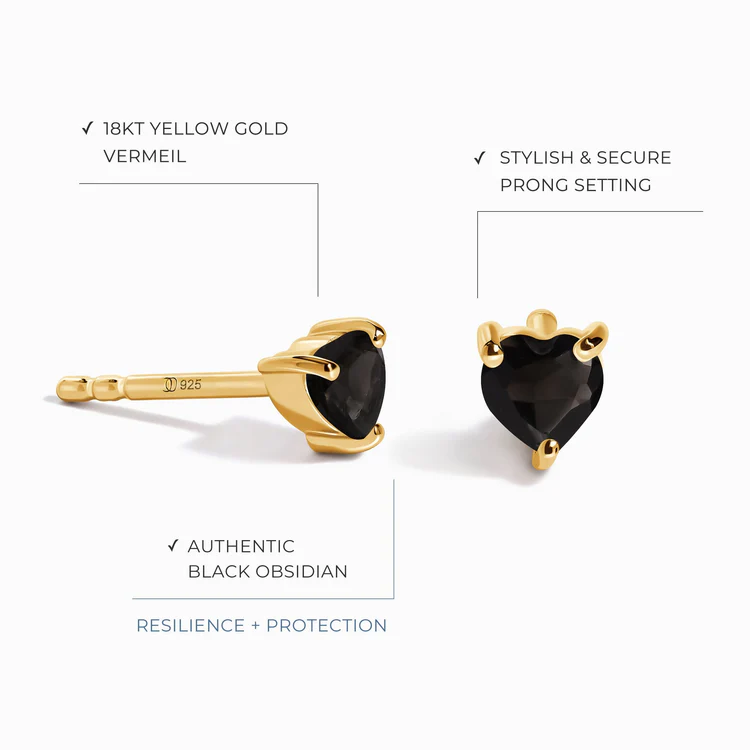 ✓ 18KT YELLOW GOLD
VERMEIL
✓ STYLISH & SECURE
PRONG SETTING
925
✓ AUTHENTIC
BLACK OBSIDIAN
RESILIENCE + PROTECTION